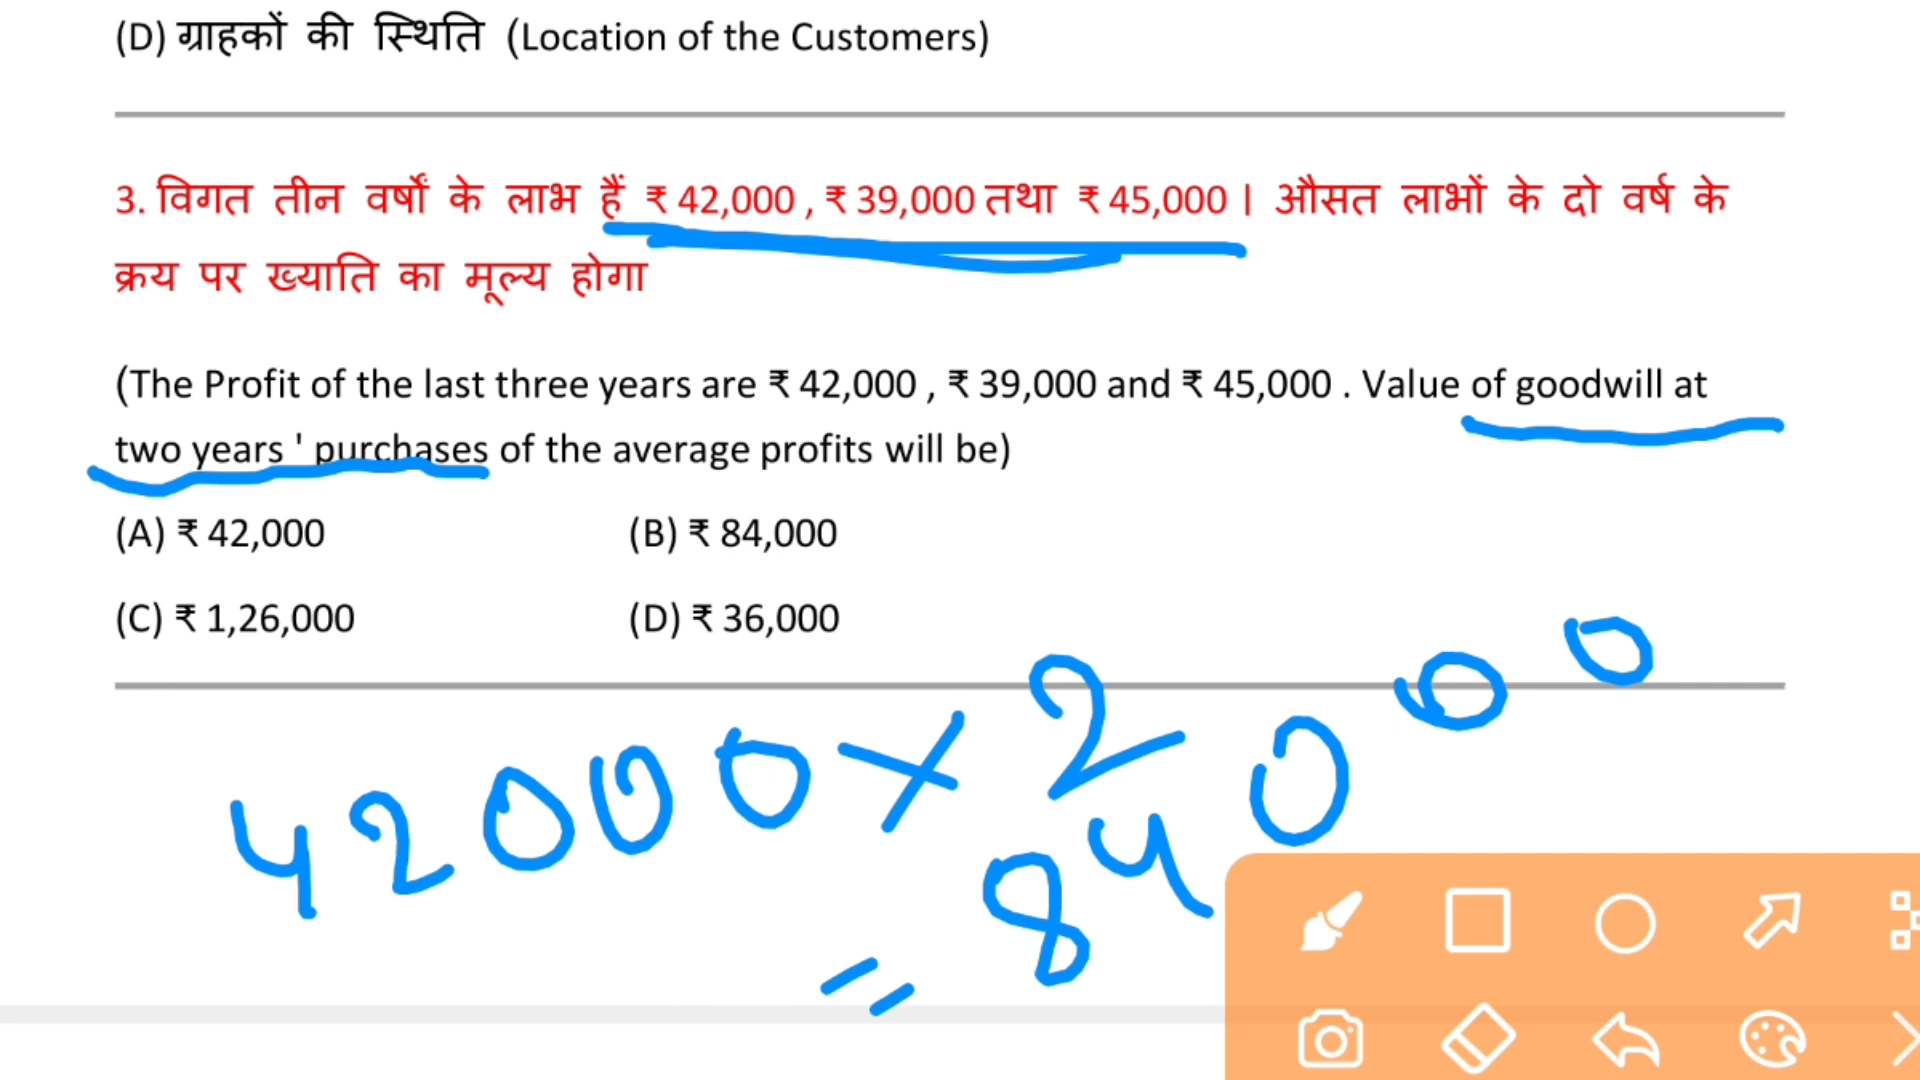 (D) ग्राहकों की स्थिति (Location of the Customers)
3. विगत तीन वर्षों के लाभ हैं ₹ 42,000 , ₹ 39,000 तथा ₹ 45,000 | औसत लाभों के दो वर्ष के
क्रय पर ख्याति का मूल्य होगा
(The Profit of the last three years are ₹ 42,000 , ₹ 39,000 and ₹ 45,000 . Value of goodwill at
two years ' purchases of the average profits will be)
(A) ₹ 42,000 (B) ₹ 84,000
(C) ₹ 1,26,000 (D) ₹ 36,000
42000 × 2
= 84000